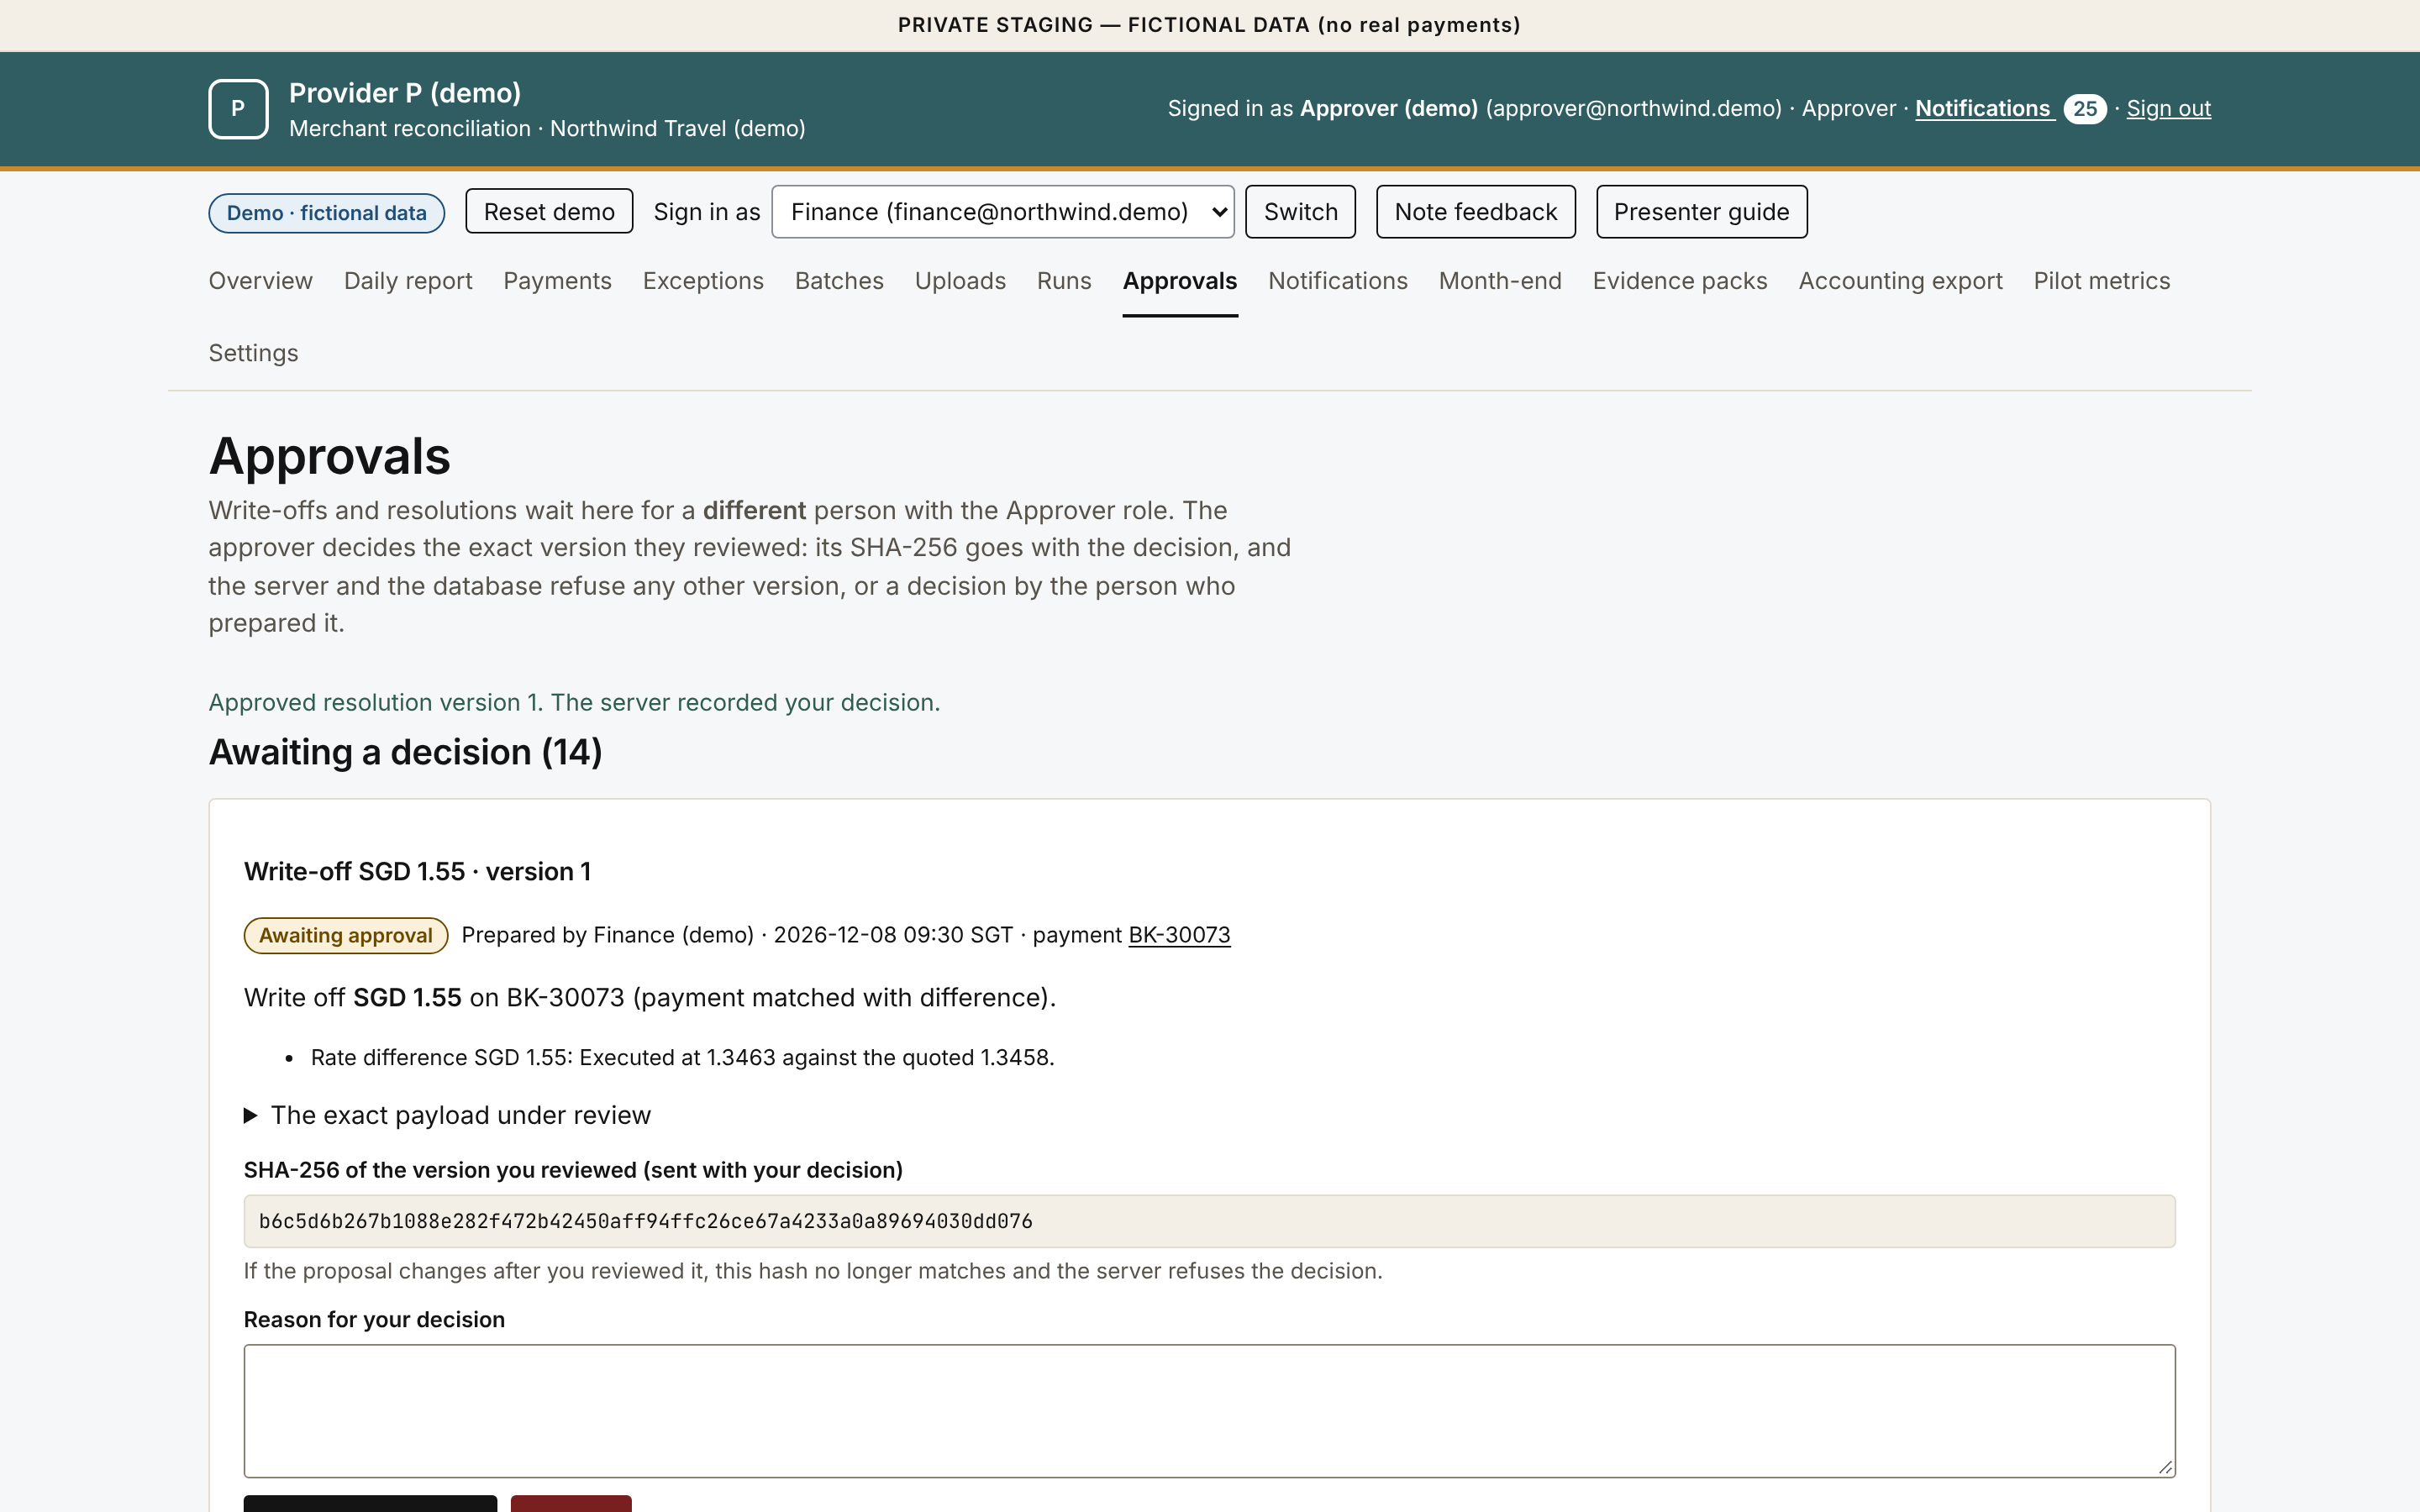 PRIVATE STAGING — FICTIONAL DATA (no real payments)
P
Provider P (demo)
Merchant reconciliation · Northwind Travel (demo)
Signed in as Approver (demo) (approver@northwind.demo) · Approver · Notifications 25 · Sign out
Demo · fictional data
Reset demo
Sign in as
Finance (finance@northwind.demo)
Switch
Note feedback
Presenter guide
Overview Daily report Payments Exceptions Batches Uploads Runs Approvals Notifications Month-end Evidence packs Accounting export Pilot metrics
Settings
Approvals
Write-offs and resolutions wait here for a different person with the Approver role. The
approver decides the exact version they reviewed: its SHA-256 goes with the decision, and
the server and the database refuse any other version, or a decision by the person who
prepared it.
Approved resolution version 1. The server recorded your decision.
Awaiting a decision (14)
Write-off SGD 1.55 · version 1
Awaiting approval Prepared by Finance (demo) · 2026-12-08 09:30 SGT · payment BK-30073
Write off SGD 1.55 on BK-30073 (payment matched with difference).
• Rate difference SGD 1.55: Executed at 1.3463 against the quoted 1.3458.
▶ The exact payload under review
SHA-256 of the version you reviewed (sent with your decision)
b6c5d6b267b1088e282f472b42450aff94ffc26ce67a4233a0a89694030dd076
If the proposal changes after you reviewed it, this hash no longer matches and the server refuses the decision.
Reason for your decision